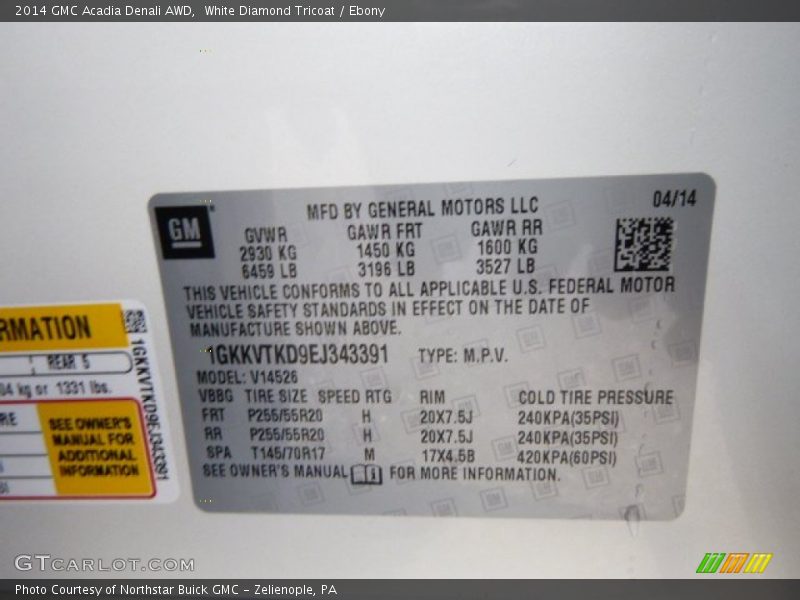 2014 GMC Acadia Denali AWD,  White Diamond Tricoat / Ebony
GM
MFD BY GENERAL MOTORS LLC
04/14
GVWR GAWR FRT GAWR RR
2930 KG 1450 KG 1600 KG
6459 LB 3196 LB 3527 LB
THIS VEHICLE CONFORMS TO ALL APPLICABLE U.S. FEDERAL MOTOR
VEHICLE SAFETY STANDARDS IN EFFECT ON THE DATE OF
MANUFACTURE SHOWN ABOVE.
1GKKVTKD9EJ343391 TYPE: M.P.V.
MODEL: V14526
VBBG TIRE SIZE SPEED RTG RIM COLD TIRE PRESSURE
FRT P255/55R20 H 20X7.5J 240KPA(35PSI)
RR P255/55R20 H 20X7.5J 240KPA(35PSI)
SPA T145/70R17 M 17X4.5B 420KPA(60PSI)
SEE OWNER'S MANUAL FOR MORE INFORMATION.
RMATION
REAR 5
04 kg or 1331 lbs.
RE
SEE OWNER'S
MANUAL FOR
ADDITIONAL
INFORMATION
1GKKVTKD9EJ343391
GTCARLOT.COM
Photo Courtesy of Northstar Buick GMC – Zelienople, PA